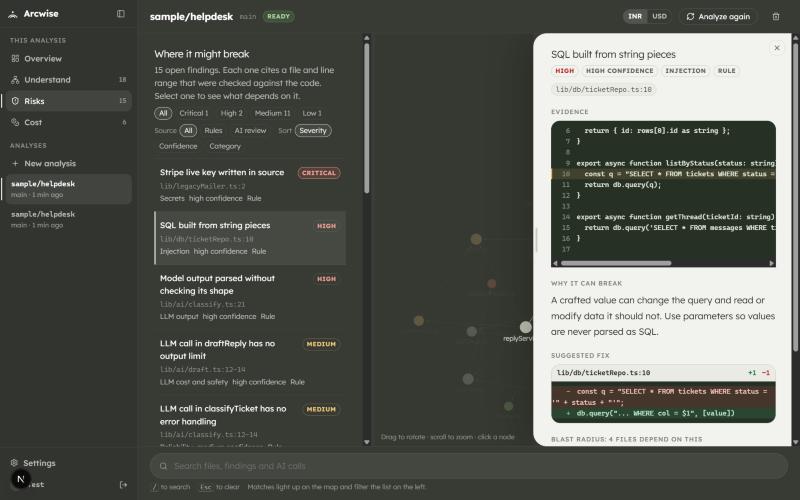 Arcwise
THIS ANALYSIS
Overview
Understand 18
Risks 15
Cost 6
ANALYSES
+ New analysis
sample/helpdesk
main · 1 min ago
sample/helpdesk
main · 1 min ago
Settings
N
sample/helpdesk main READY
INR USD
Analyze again
Where it might break
15 open findings. Each one cites a file and line
range that were checked against the code.
Select one to see what depends on it.
All Critical 1 High 2 Medium 11 Low 1
Source All Rules AI review Sort Severity
Confidence Category
Stripe live key written in source CRITICAL
lib/legacyMailer.ts:2
Secrets high confidence Rule
SQL built from string pieces HIGH
lib/db/ticketRepo.ts:10
Injection high confidence Rule
Model output parsed without HIGH
checking its shape
lib/ai/classify.ts:21
LLM output high confidence Rule
LLM call in draftReply has no MEDIUM
output limit
lib/ai/draft.ts:12–14
LLM cost and safety high confidence Rule
LLM call in classifyTicket has no MEDIUM
error handling
lib/ai/classify.ts:12–14
Drag to rotate · scroll to zoom · click a node
SQL built from string pieces
HIGH HIGH CONFIDENCE INJECTION RULE
lib/db/ticketRepo.ts:10
EVIDENCE
6 return { id: rows[0].id as string };
7 }
8
9 export async function listByStatus(status: string
10 const q = "SELECT * FROM tickets WHERE status =
11 return db.query(q);
12 }
13
14 export async function getThread(ticketId: string)
15 return db.query('SELECT * FROM messages WHERE
16 }
17
WHY IT CAN BREAK
A crafted value can change the query and read or
modify data it should not. Use parameters so values
are never parsed as SQL.
SUGGESTED FIX
lib/db/ticketRepo.ts:10 +1 −1
− const q = "SELECT * FROM tickets WHERE status =
'" + status + "'";
+ db.query("... WHERE col = $1", [value])
BLAST RADIUS: 4 FILES DEPEND ON THIS
Search files, findings and AI calls
/ to search Esc to clear Matches light up on the map and filter the list on the left.